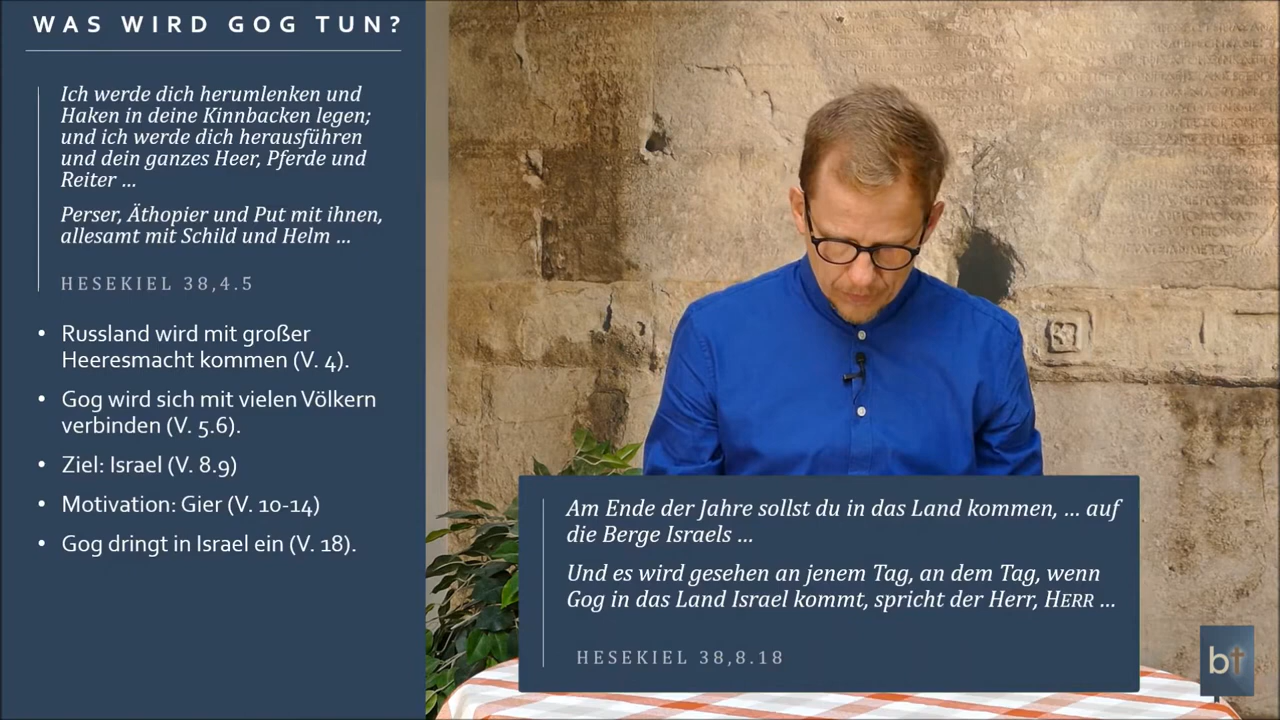 WAS WIRD GOG TUN?
Ich werde dich herumlenken und
Haken in deine Kinnbacken legen;
und ich werde dich herausführen
und dein ganzes Heer, Pferde und
Reiter ...
Perser, Äthopier und Put mit ihnen,
allesamt mit Schild und Helm ...
HESEKIEL 38,4.5
• Russland wird mit großer
Heeresmacht kommen (V. 4).
• Gog wird sich mit vielen Völkern
verbinden (V. 5.6).
• Ziel: Israel (V. 8.9)
• Motivation: Gier (V. 10-14)
• Gog dringt in Israel ein (V. 18).
Am Ende der Jahre sollst du in das Land kommen, ... auf
die Berge Israels ...
Und es wird gesehen an jenem Tag, an dem Tag, wenn
Gog in das Land Israel kommt, spricht der Herr, HERR ...
HESEKIEL 38,8.18
bt